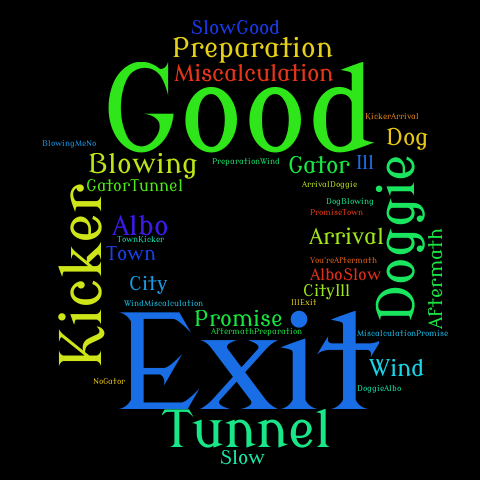 SlowGood
Preparation
Miscalculation
Good
KickerArrival
Dog
BlowingMeNo
Blowing
PreparationWind
Gator
Ill
GatorTunnel
ArrivalDoggie
Doggie
Kicker
DogBlowing
PromiseTown
Albo
TownKicker
Arrival
Aftermath
Town
You'reAftermath
AlboSlow
City
CityIll
WindMiscalculation
IllExit
Promise
Exit
AftermathPreparation
MiscalculationPromise
Wind
NoGator
DoggieAlbo
Tunnel
Slow